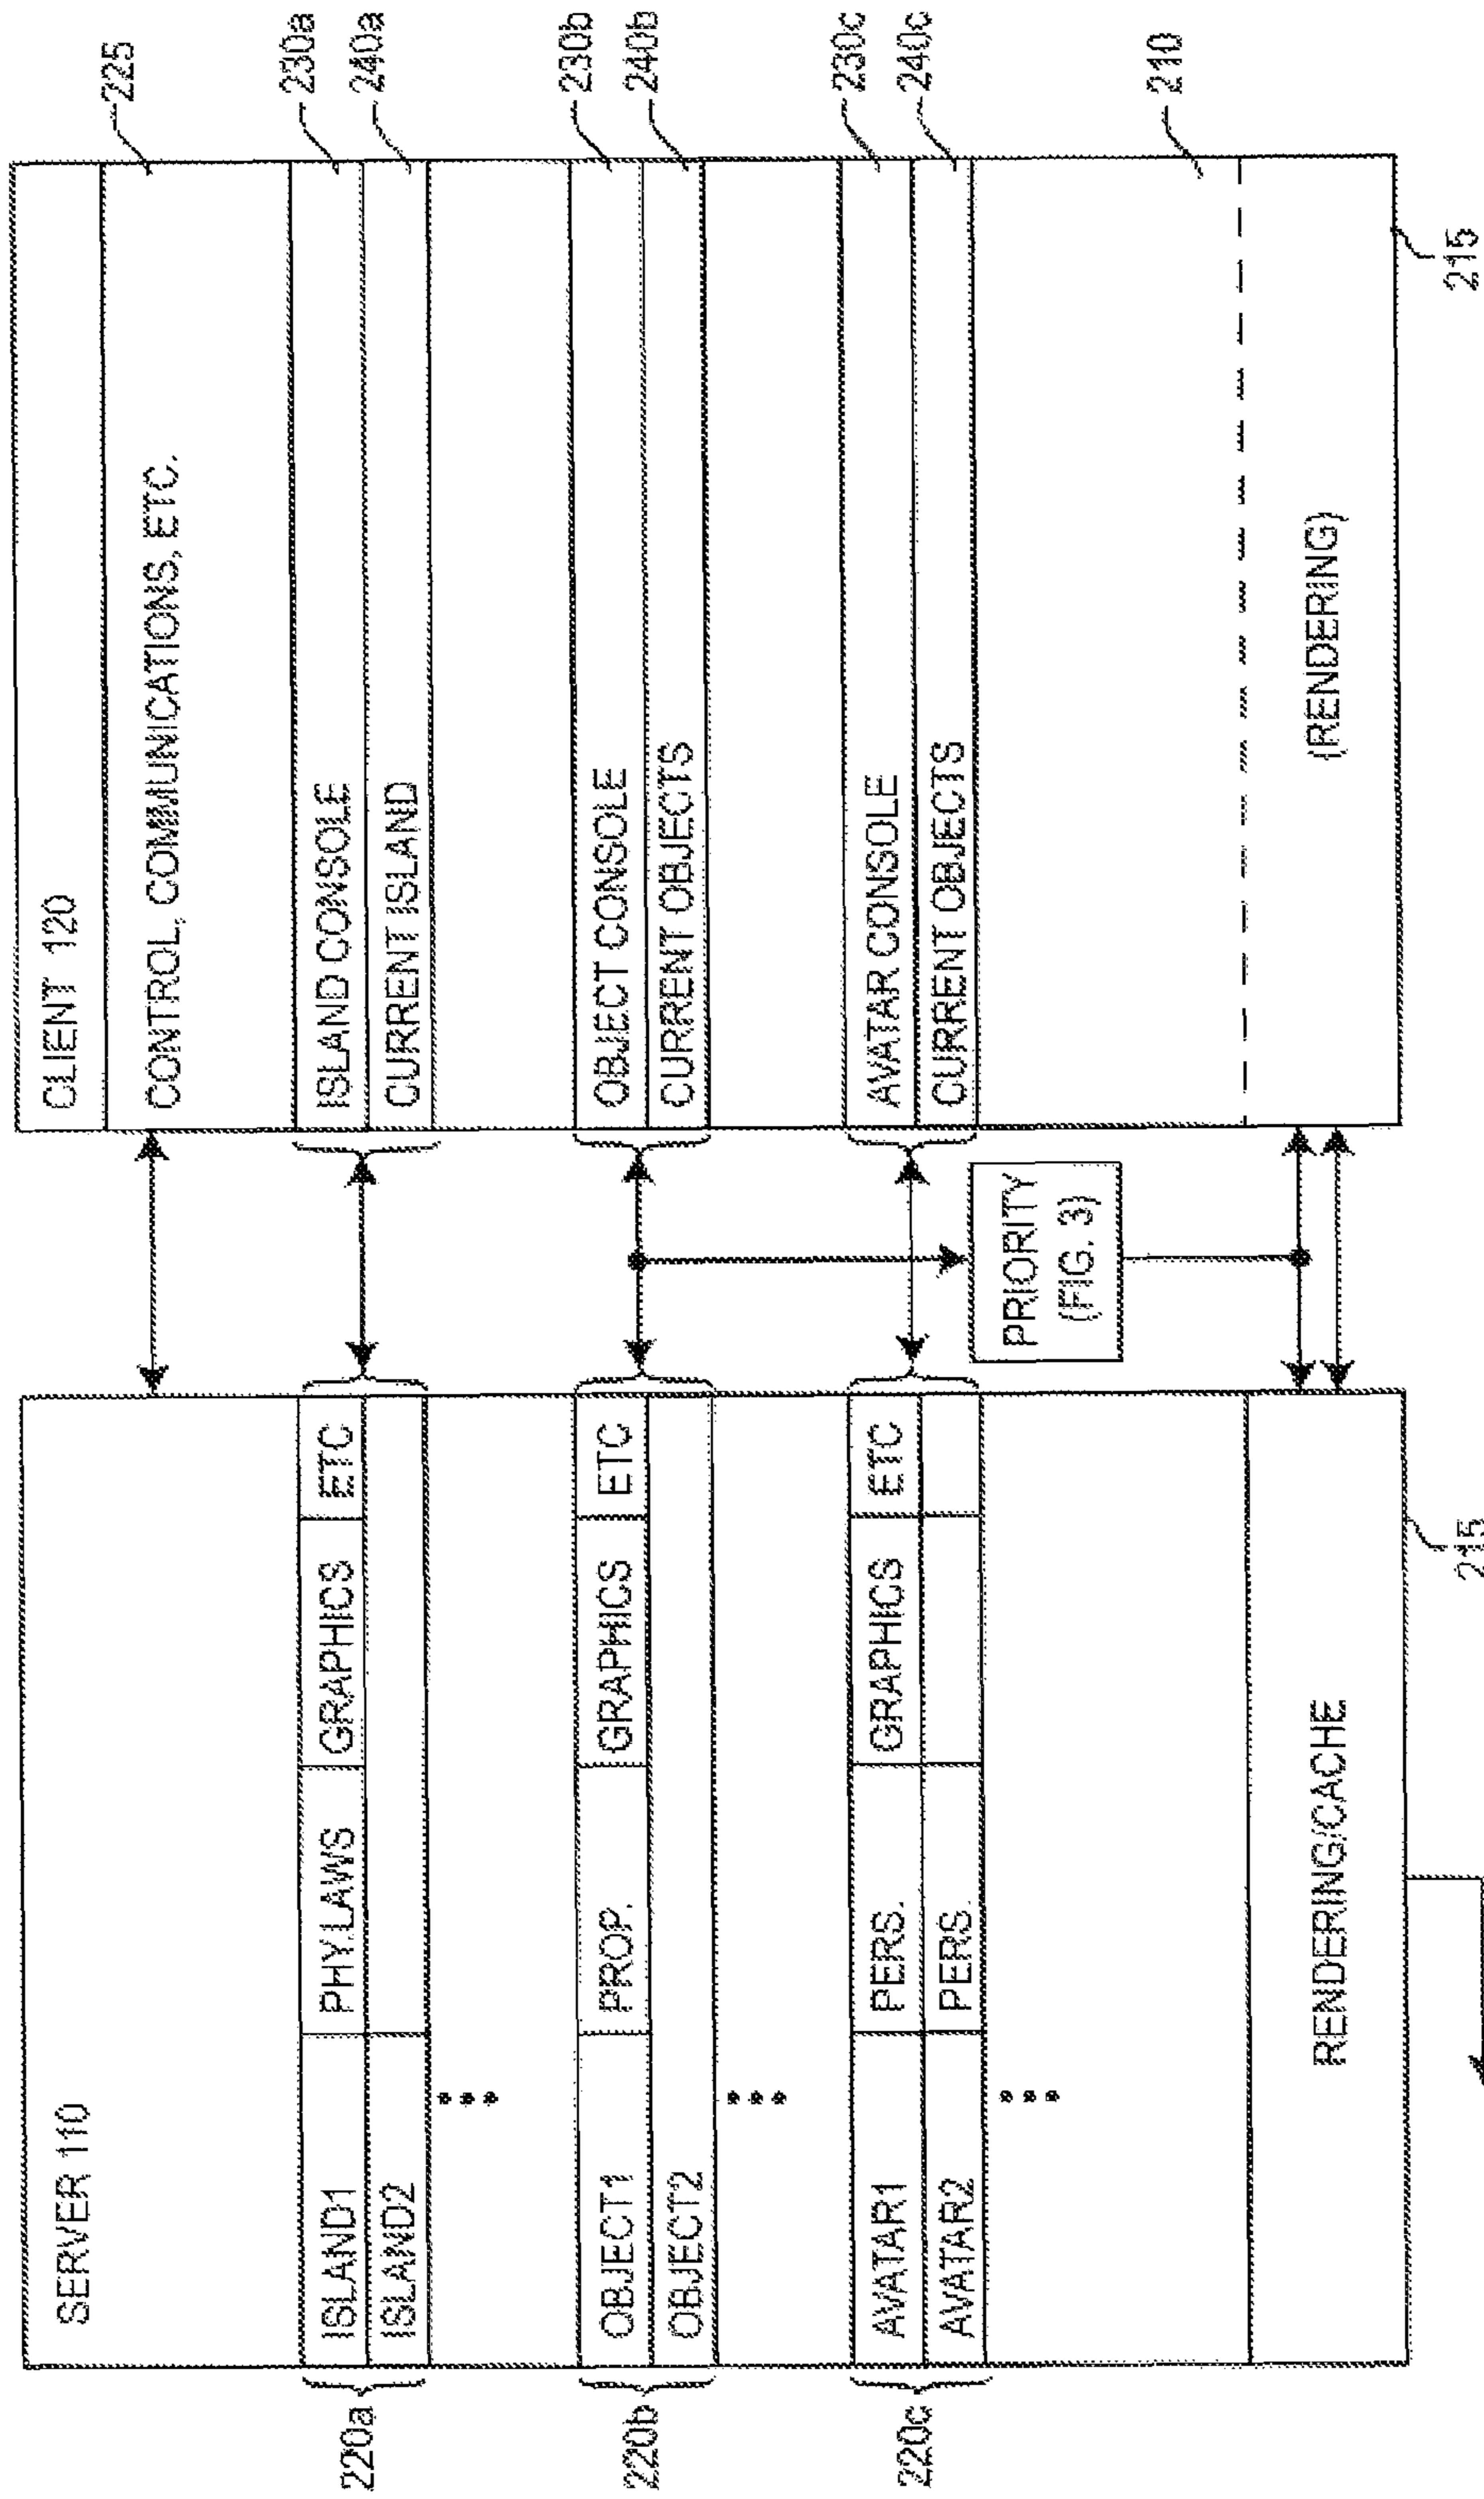 SERVER 110
220a
ISLAND1 PHY.LAWS GRAPHICS ETC
ISLAND2
220b
OBJECT1 PROP. GRAPHICS ETC
OBJECT2
220c
AVATAR1 PERS. GRAPHICS ETC
AVATAR2 PERS.
RENDERING/CACHE
215
PRIORITY
(FIG. 3)
CLIENT 120
CONTROL, COMMUNICATIONS, ETC.
225
ISLAND CONSOLE
230a
CURRENT ISLAND
240a
OBJECT CONSOLE
230b
CURRENT OBJECTS
240b
AVATAR CONSOLE
230c
CURRENT OBJECTS
240c
210
(RENDERING)
215